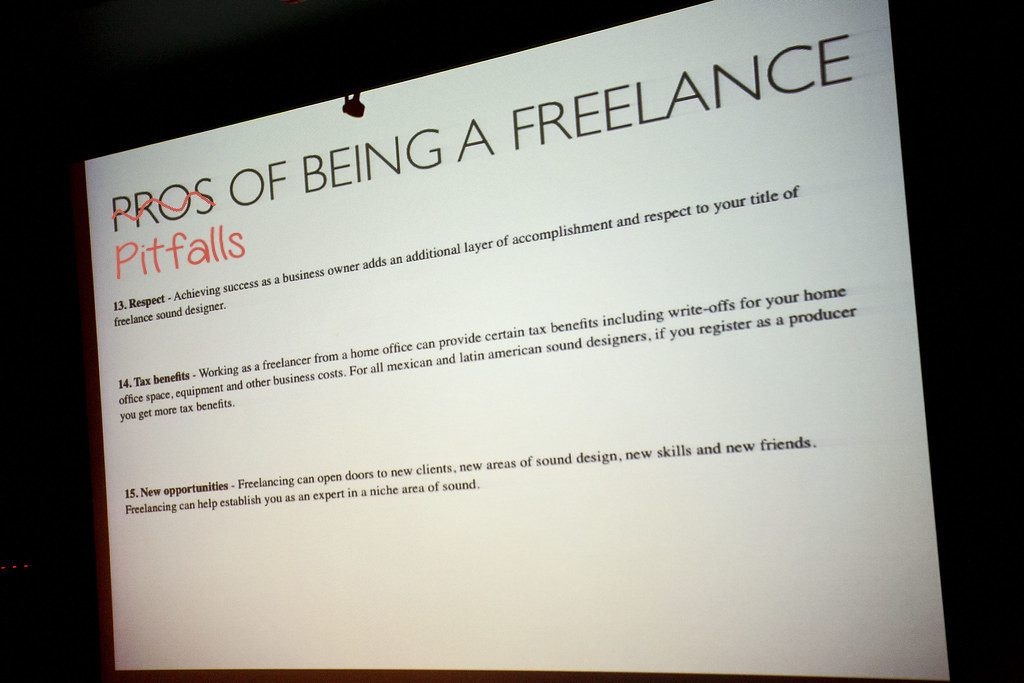 PROS OF BEING A FREELANCE
Pitfalls
13. Respect - Achieving success as a business owner adds an additional layer of accomplishment and respect to your title of
freelance sound designer.
14. Tax benefits - Working as a freelancer from a home office can provide certain tax benefits including write-offs for your home
office space, equipment and other business costs. For all mexican and latin american sound designers, if you register as a producer
you get more tax benefits.
15. New opportunities - Freelancing can open doors to new clients, new areas of sound design, new skills and new friends.
Freelancing can help establish you as an expert in a niche area of sound.